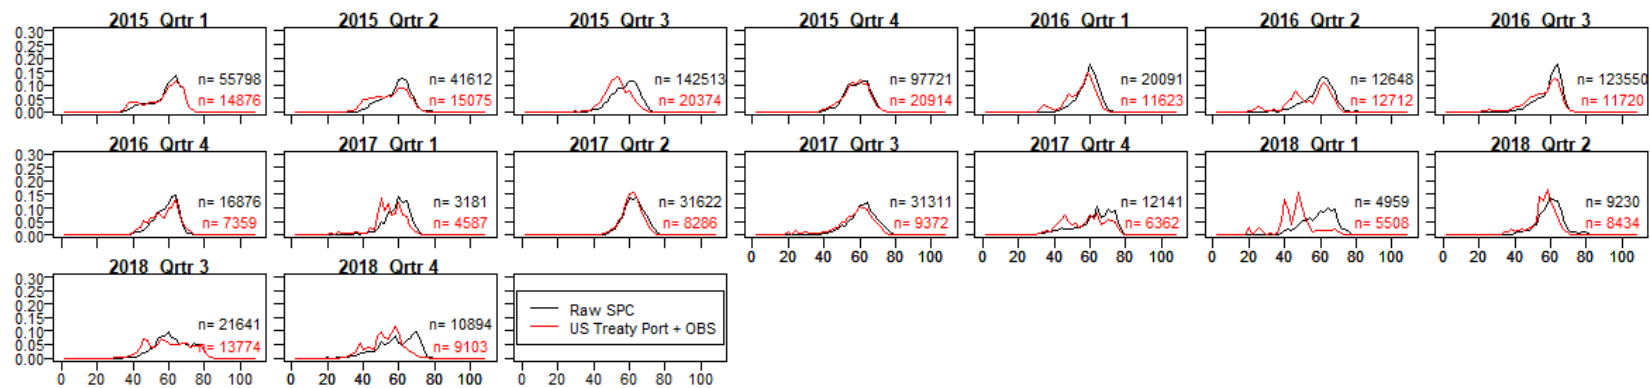 2015 Qrtr 1 2015 Qrtr 2 2015 Qrtr 3 2015 Qrtr 4 2016 Qrtr 1 2016 Qrtr 2 2016 Qrtr 3
0.30
0.25
0.20
0.15
0.10
0.05
0.00
n= 55798 n= 41612 n= 142513 n= 97721 n= 20091 n= 12648 n= 123550
n= 14876 n= 15075 n= 20374 n= 20914 n= 11623 n= 12712 n= 11720
2016 Qrtr 4 2017 Qrtr 1 2017 Qrtr 2 2017 Qrtr 3 2017 Qrtr 4 2018 Qrtr 1 2018 Qrtr 2
0.30
0.25
0.20
0.15
0.10
0.05
0.00
n= 16876 n= 3181 n= 31622 n= 31311 n= 12141 n= 4959 n= 9230
n= 7359 n= 4587 n= 8286 n= 9372 n= 6362 n= 5508 n= 8434
0 20 40 60 80 100 0 20 40 60 80 100 0 20 40 60 80 100 0 20 40 60 80 100
2018 Qrtr 3 2018 Qrtr 4
0.30
0.25
0.20
0.15
0.10
0.05
0.00
n= 21641 n= 10894
n= 13774 n= 9103
Raw SPC
US Treaty Port + OBS
0 20 40 60 80 100 0 20 40 60 80 100 0 20 40 60 80 100